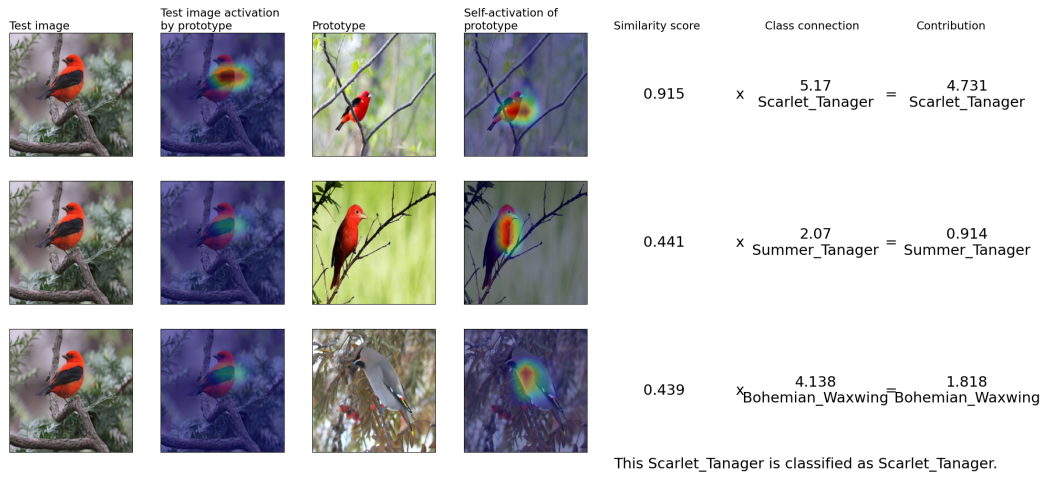 Test image
Test image activation
by prototype
Prototype
Self-activation of
prototype
Similarity score
Class connection
Contribution
0.915
x
5.17
Scarlet_Tanager
=
4.731
Scarlet_Tanager
0.441
x
2.07
Summer_Tanager
=
0.914
Summer_Tanager
0.439
x
4.138
Bohemian_Waxwing
=
1.818
Bohemian_Waxwing
This Scarlet_Tanager is classified as Scarlet_Tanager.